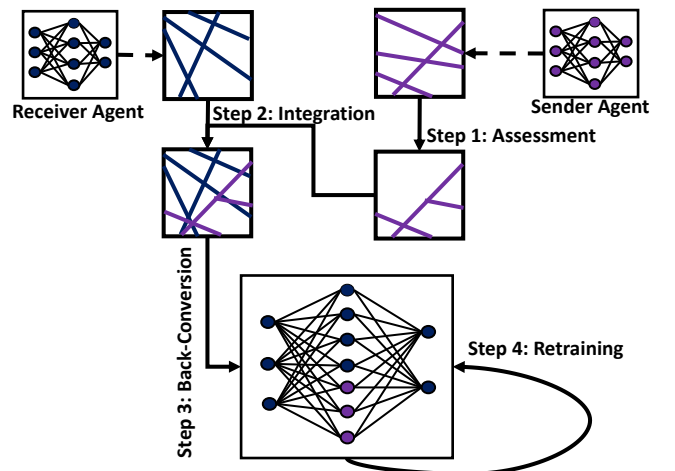 Receiver Agent
Sender Agent
Step 2: Integration
Step 1: Assessment
Step 3: Back-Conversion
Step 4: Retraining